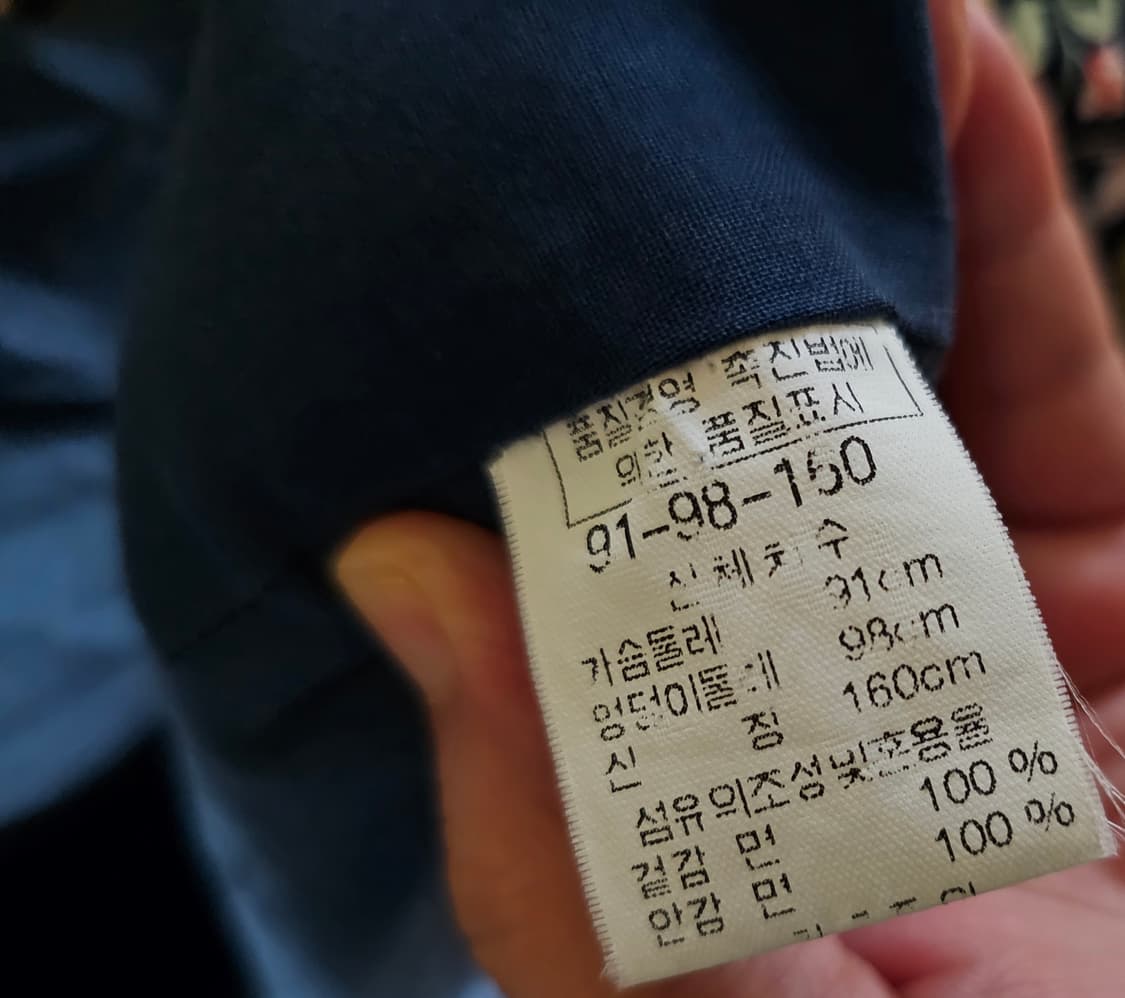 품질경영 촉진법에
의한 품질표시
91-98-160
신체치수
가슴둘레 91cm
엉덩이둘레 98cm
신 장 160cm
섬유의조성및혼용율
겉감 면 100 %
안감 면 100 %